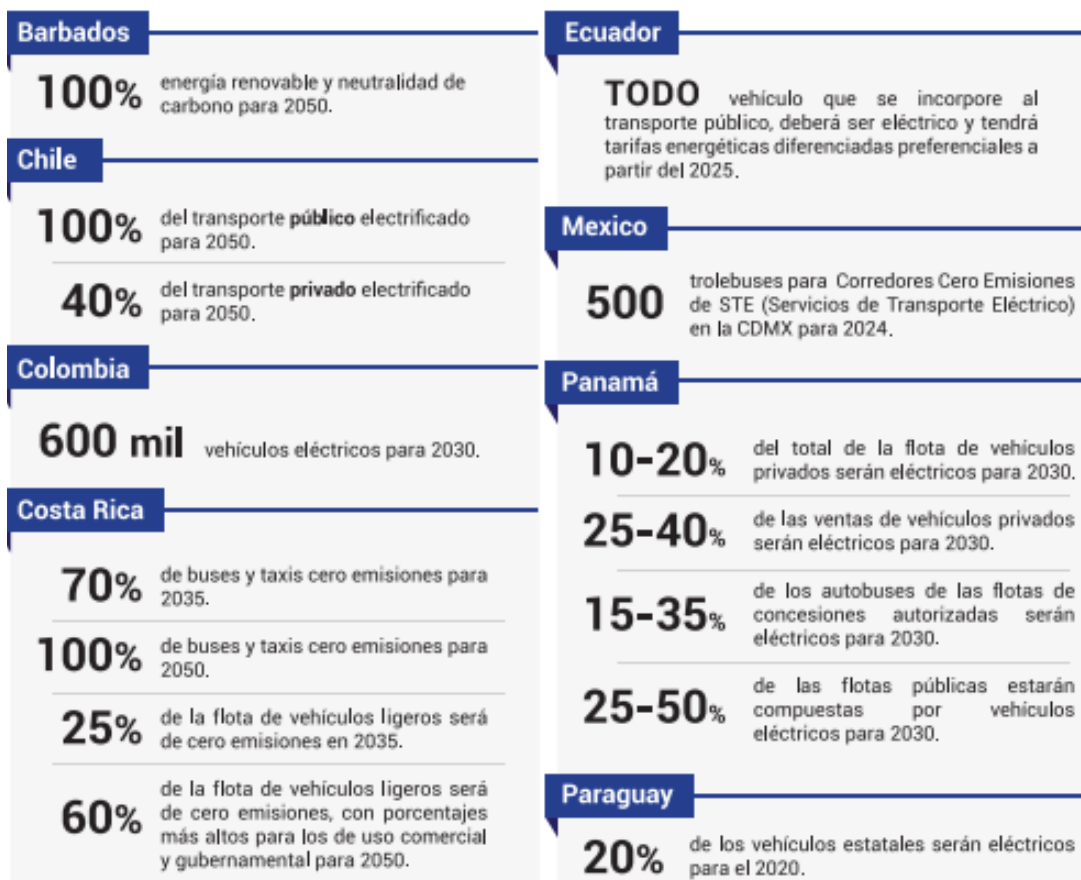 Barbados
100% energía renovable y neutralidad de
carbono para 2050.
Chile
100% del transporte público electrificado
para 2050.
40% del transporte privado electrificado
para 2050.
Colombia
600 mil vehículos eléctricos para 2030.
Costa Rica
70% de buses y taxis cero emisiones para
2035.
100% de buses y taxis cero emisiones para
2050.
25% de la flota de vehículos ligeros será
de cero emisiones en 2035.
60% de la flota de vehículos ligeros será
de cero emisiones, con porcentajes
más altos para los de uso comercial
y gubernamental para 2050.
Ecuador
TODO vehículo que se incorpore al
transporte público, deberá ser eléctrico y tendrá
tarifas energéticas diferenciadas preferenciales a
partir del 2025.
Mexico
500 trolebuses para Corredores Cero Emisiones
de STE (Servicios de Transporte Eléctrico)
en la CDMX para 2024.
Panamá
10-20% del total de la flota de vehículos
privados serán eléctricos para 2030.
25-40% de las ventas de vehículos privados
serán eléctricos para 2030.
15-35% de los autobuses de las flotas de
concesiones autorizadas serán
eléctricos para 2030.
25-50% de las flotas públicas estarán
compuestas por vehículos
eléctricos para 2030.
Paraguay
20% de los vehículos estatales serán eléctricos
para el 2020.